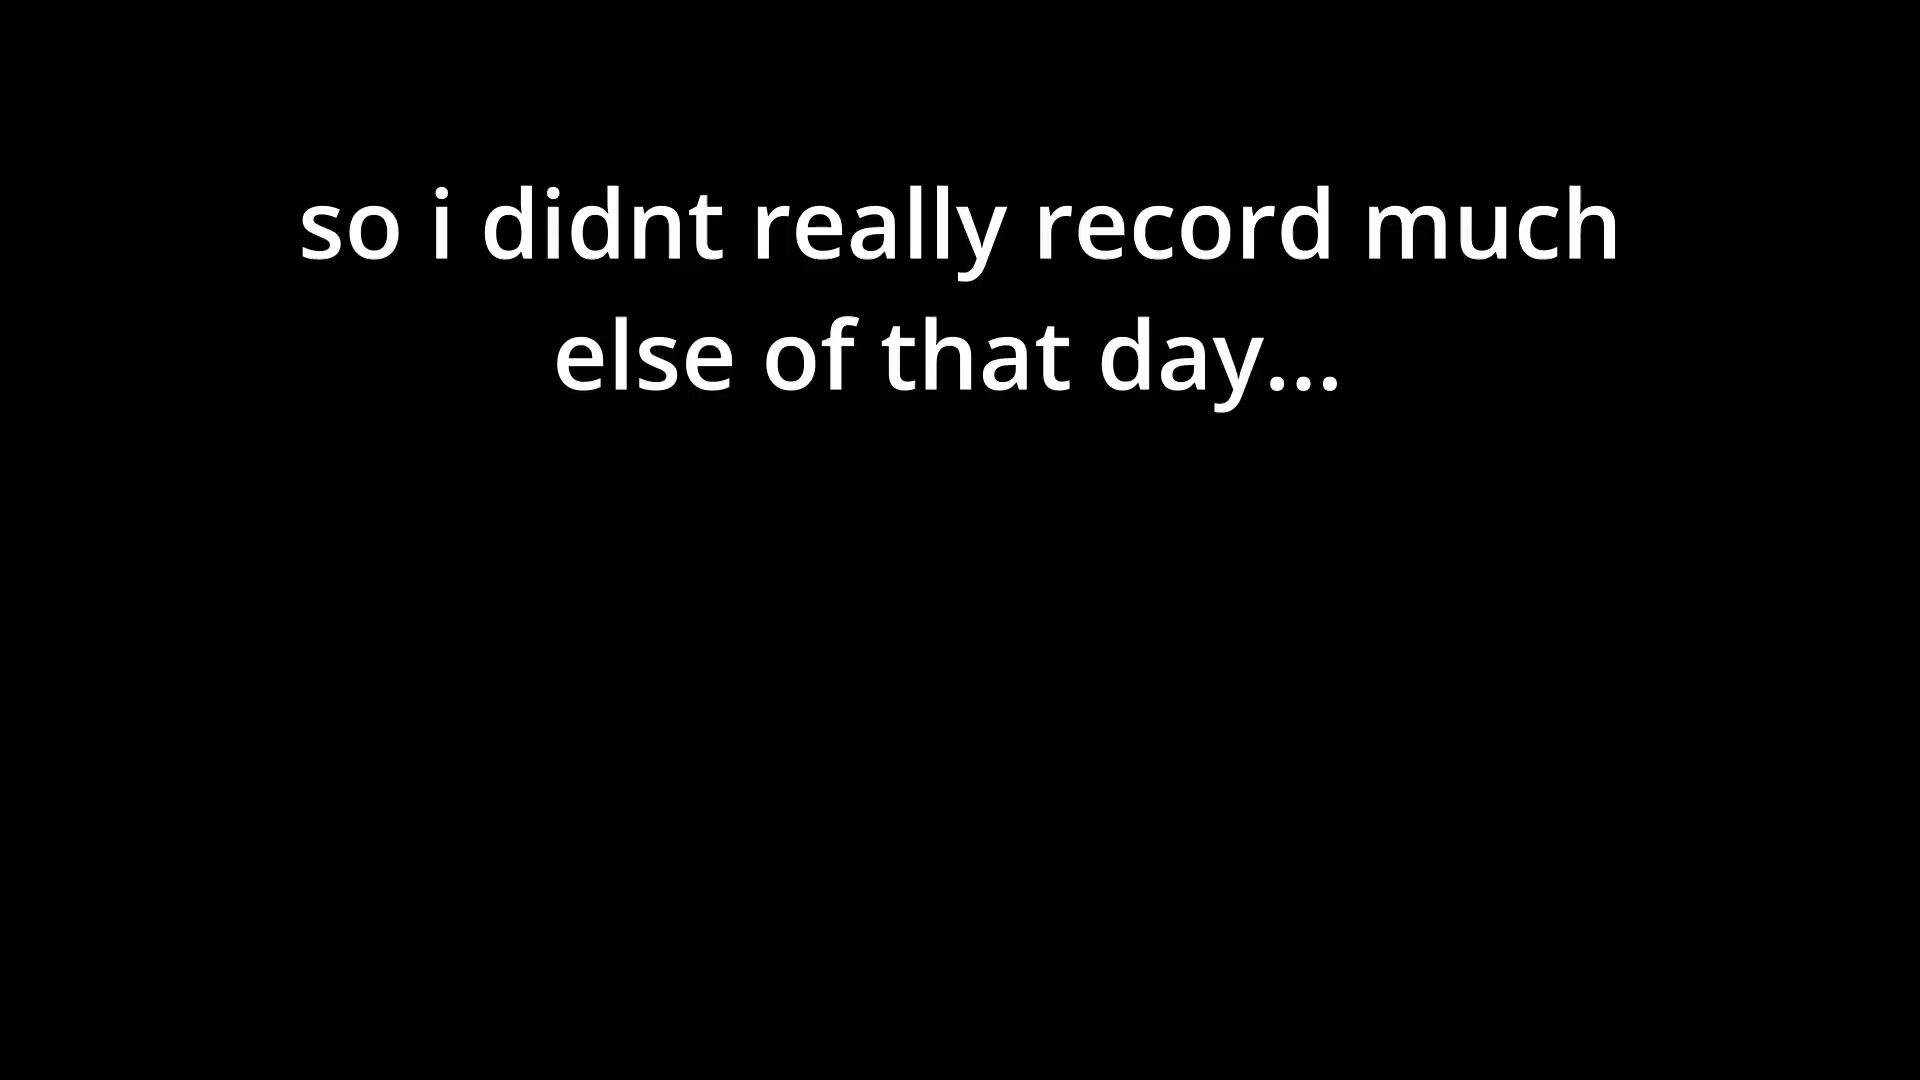 so i didnt really record much
else of that day...